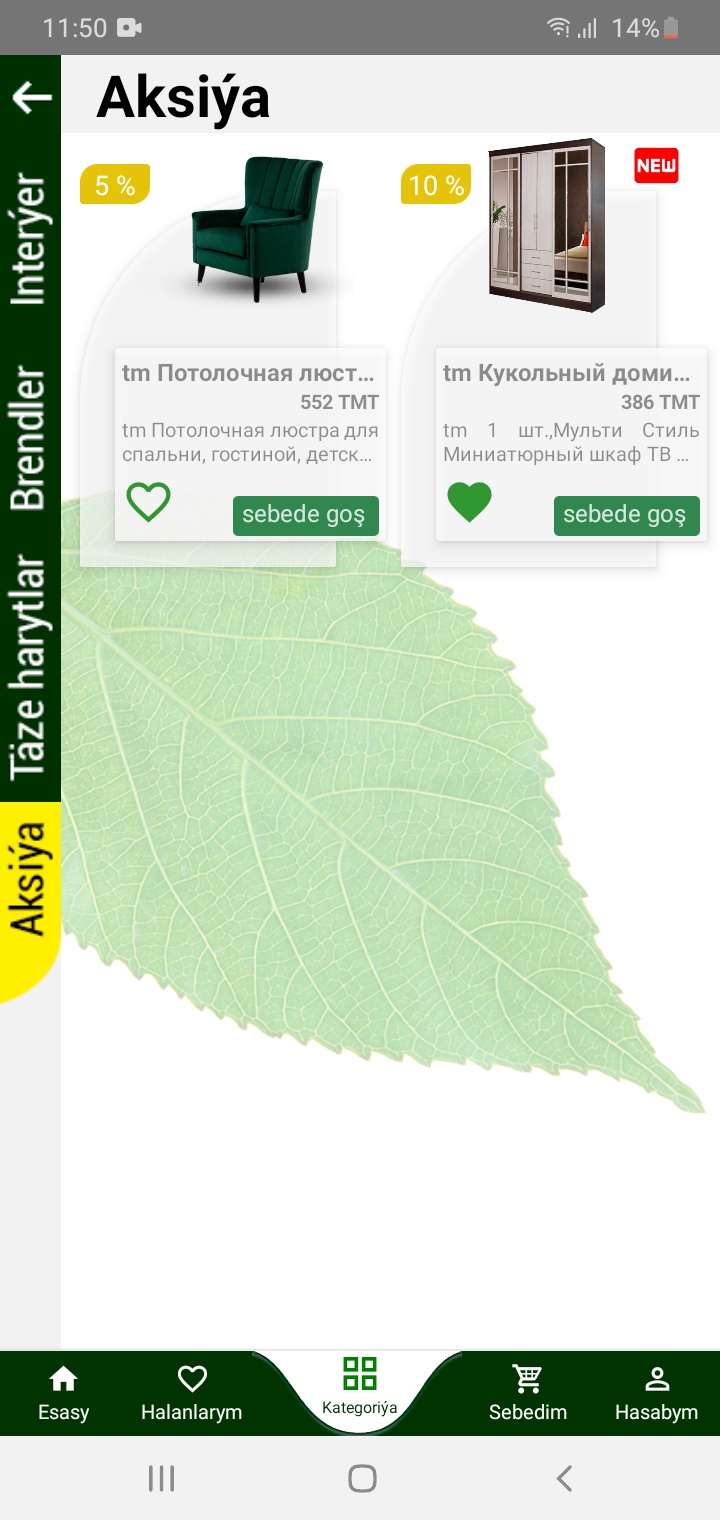 11:50
14%
Aksiýa
Interýer
Brendler
Täze harytlar
Aksiýa
5 %
tm Потолочная люст...
552 TMT
tm Потолочная люстра для
спальни, гостиной, детск...
sebede goş
10 %
NEW
tm Кукольный доми...
386 TMT
tm 1 шт.,Мульти Стиль
Миниатюрный шкаф ТВ ...
sebede goş
Esasy
Halanlarym
Kategoriýa
Sebedim
Hasabym